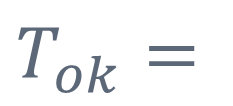 T_ok =